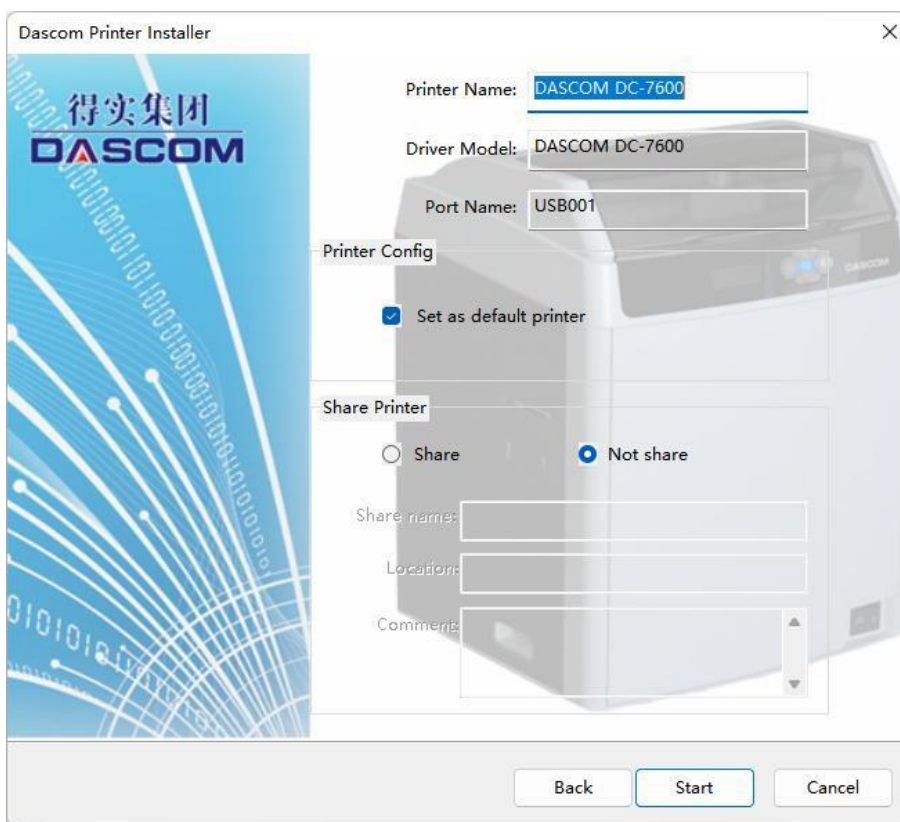 Dascom Printer Installer
得实集团
DASCOM
Printer Name: DASCOM DC-7600
Driver Model: DASCOM DC-7600
Port Name: USB001
Printer Config
DASCOM
Set as default printer
Share Printer
Share Not share
Share name:
Location:
Comment:
Back Start Cancel